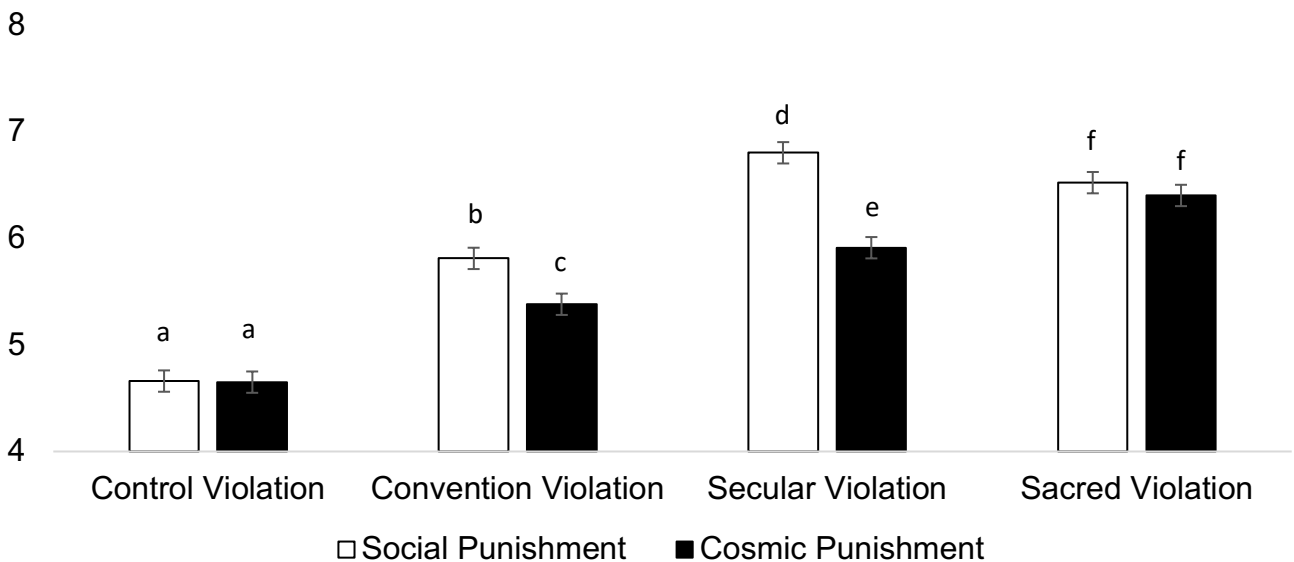 8
7
6
5
4
a
a
b
c
d
e
f
f
Control Violation
Convention Violation
Secular Violation
Sacred Violation
Social Punishment
Cosmic Punishment